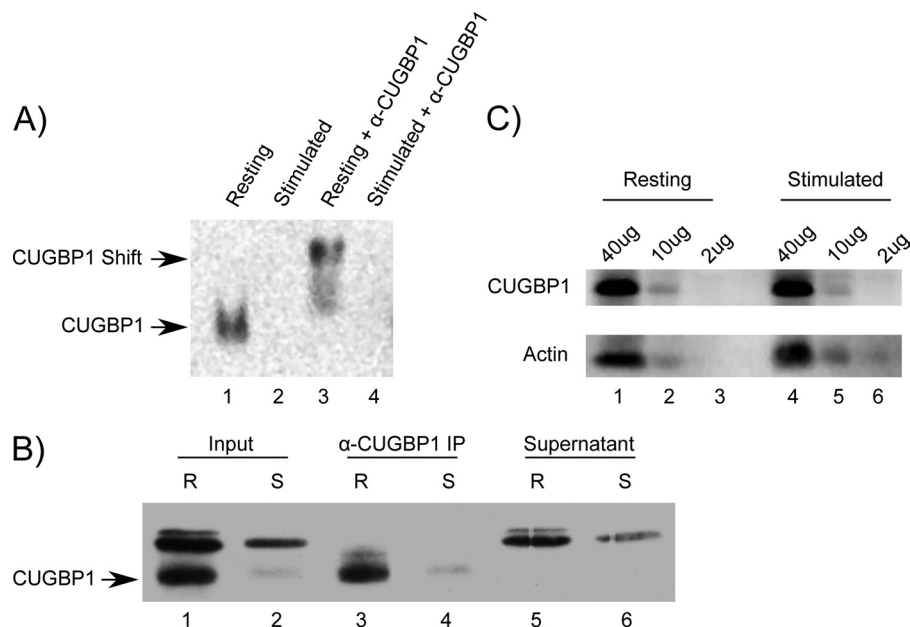 A)
Resting
Stimulated
Resting + α-CUGBP1
Stimulated + α-CUGBP1
CUGBP1 Shift
CUGBP1
1 2 3 4
C)
Resting Stimulated
40ug 10ug 2ug 40ug 10ug 2ug
CUGBP1
Actin
1 2 3 4 5 6
B)
Input α-CUGBP1 IP Supernatant
R S R S R S
CUGBP1
1 2 3 4 5 6